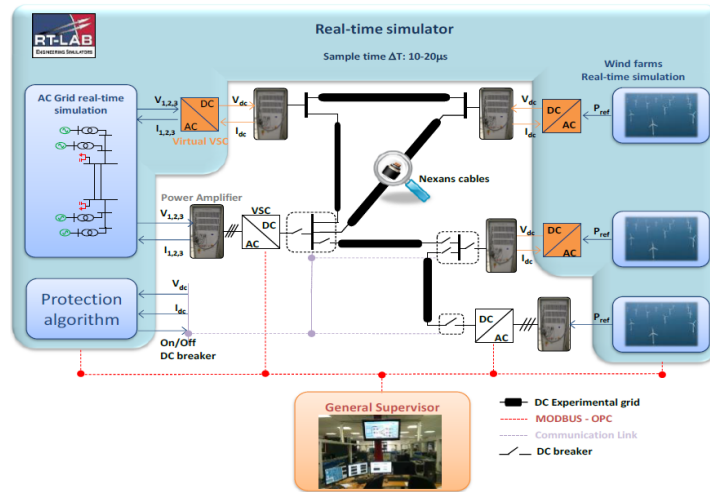 RT-LAB
ENGINEERING SIMULATORS
Real-time simulator
Sample time ΔT: 10-20µs
Wind farms
Real-time simulation
AC Grid real-time
simulation
V1,2,3
I1,2,3
DC
AC
Virtual VSC
Vdc
Idc
Vdc
Idc
DC
AC
Pref
Nexans cables
Power Amplifier
V1,2,3
I1,2,3
VSC
DC
AC
Vdc
Idc
DC
AC
Pref
Protection
algorithm
Vdc
Idc
On/Off
DC breaker
DC
AC
Pref
General Supervisor
DC Experimental grid
MODBUS - OPC
Communication Link
DC breaker